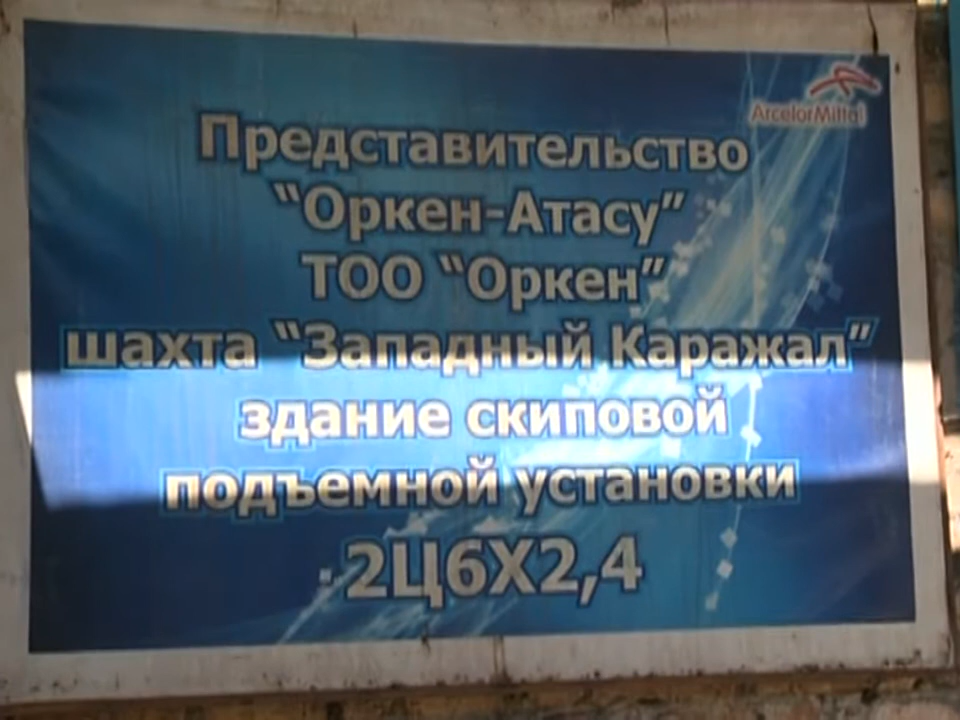 ArcelorMittal
Представительство
"Оркен-Атасу"
ТОО "Оркен"
шахта "Западный Каражал"
здание скиповой
подъемной установки
2Ц6Х2,4